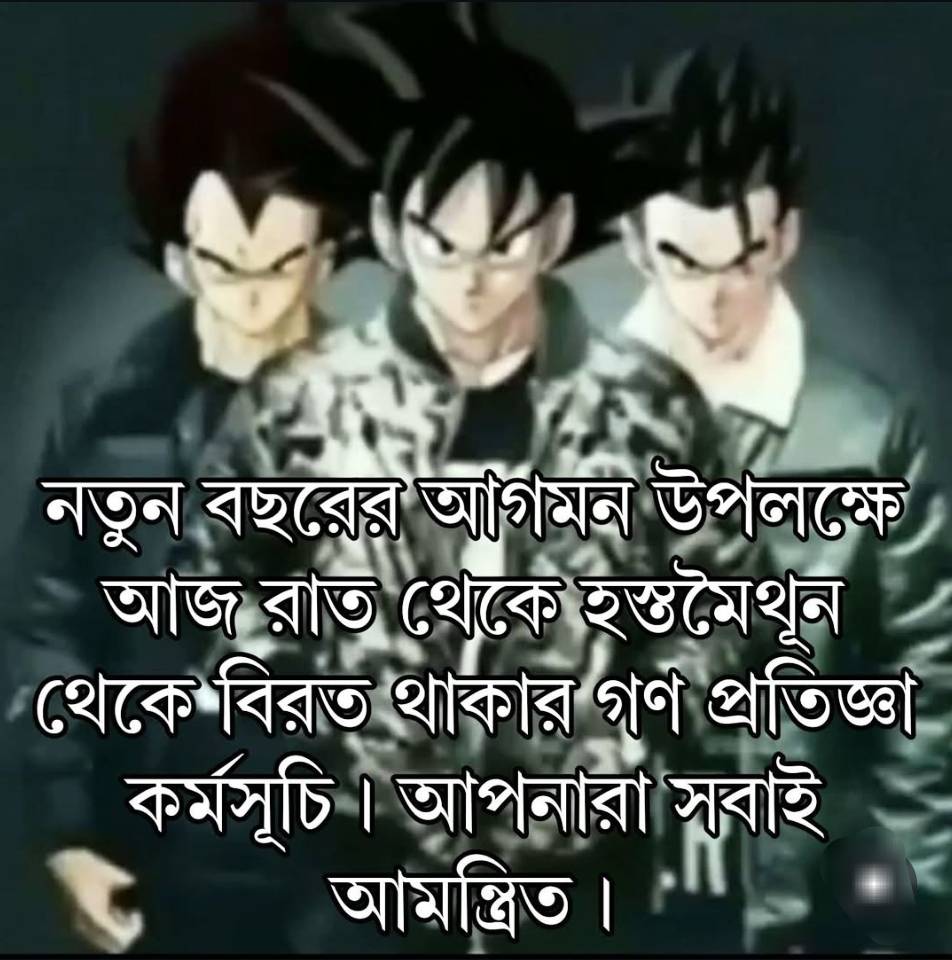 নতুন বছরের আগমন উপলক্ষে
আজ রাত থেকে হস্তমৈথূন
থেকে বিরত থাকার গণ প্রতিজ্ঞা
কর্মসূচি । আপনারা সবাই
আমন্ত্রিত ।